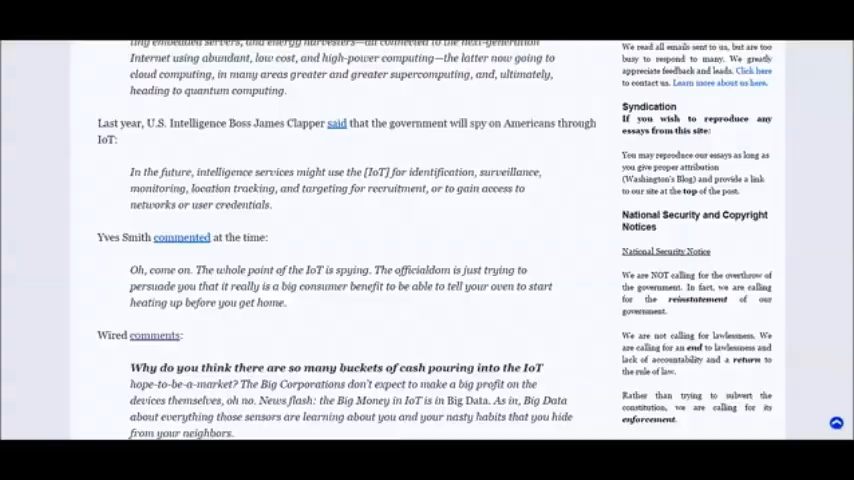 tiny embedded servers, and energy harvesters—all connected to the next-generation
Internet using abundant, low cost, and high-power computing—the latter now going to
cloud computing, in many areas greater and greater supercomputing, and, ultimately,
heading to quantum computing.
Last year, U.S. Intelligence Boss James Clapper said that the government will spy on Americans through
IoT:
In the future, intelligence services might use the [IoT] for identification, surveillance,
monitoring, location tracking, and targeting for recruitment, or to gain access to
networks or user credentials.
Yves Smith commented at the time:
Oh, come on. The whole point of the IoT is spying. The officialdom is just trying to
persuade you that it really is a big consumer benefit to be able to tell your oven to start
heating up before you get home.
Wired comments:
Why do you think there are so many buckets of cash pouring into the IoT
hope-to-be-a-market? The Big Corporations don't expect to make a big profit on the
devices themselves, oh no. News flash: the Big Money in IoT is in Big Data. As in, Big Data
about everything those sensors are learning about you and your nasty habits that you hide
from your neighbors.
We read all emails sent to us, but are too
busy to respond to many. We greatly
appreciate feedback and leads. Click here
to contact us. Learn more about us here.
Syndication
If you wish to reproduce any
essays from this site:
You may reproduce our essays as long as
you give proper attribution
(Washington's Blog) and provide a link
to our site at the top of the post.
National Security and Copyright
Notices
National Security Notice
We are NOT calling for the overthrow of
the government. In fact, we are calling
for the reinstatement of our
government.
We are not calling for lawlessness. We
are calling for an end to lawlessness and
lack of accountability and a return to
the rule of law.
Rather than trying to subvert the
constitution, we are calling for its
enforcement.